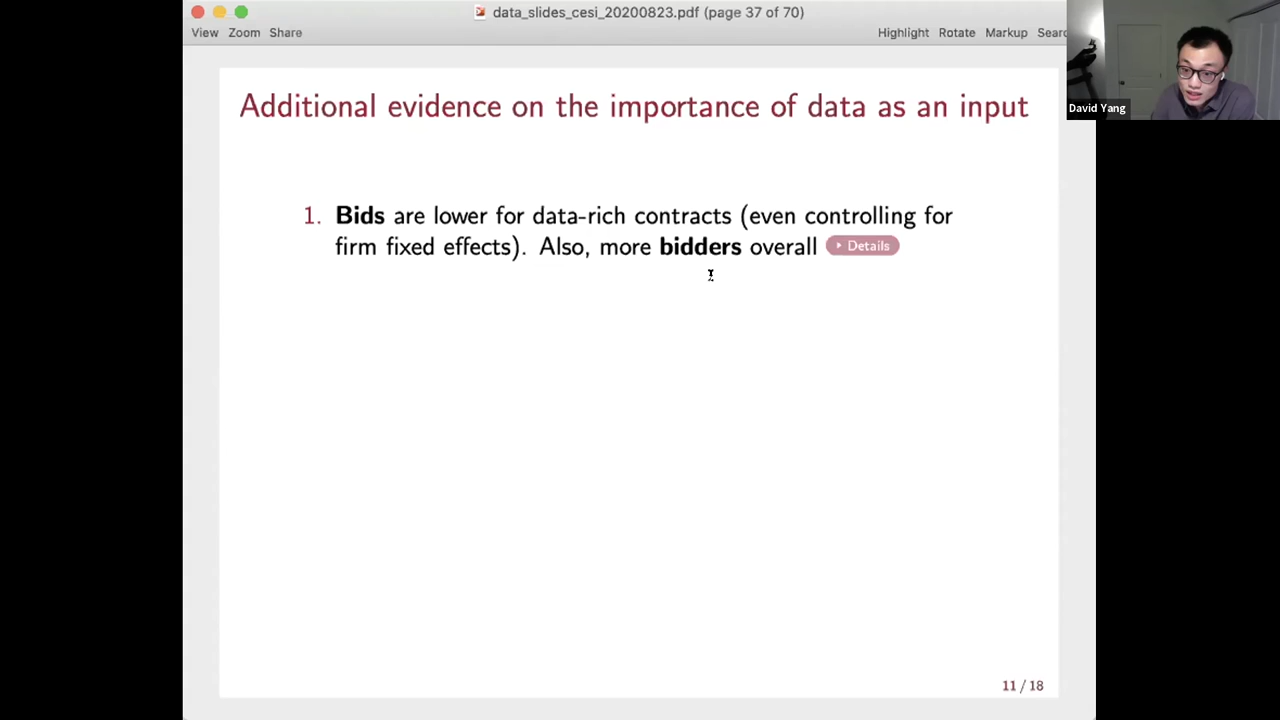 data_slides_cesi_20200823.pdf (page 37 of 70)
View Zoom Share Highlight Rotate Markup
David Yang
Additional evidence on the importance of data as an input
1. Bids are lower for data-rich contracts (even controlling for
firm fixed effects). Also, more bidders overall Details
11 / 18